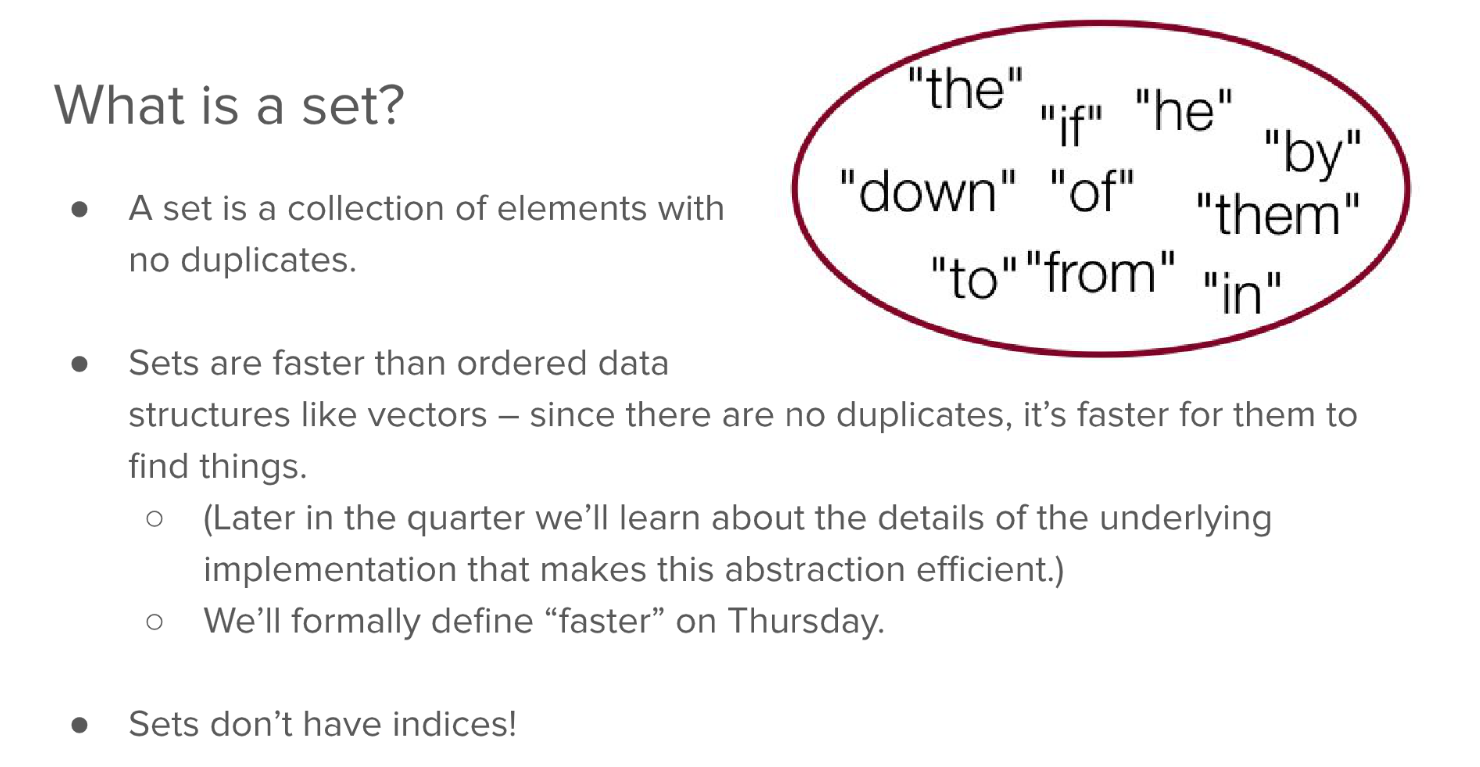 What is a set?
● A set is a collection of elements with
no duplicates.
● Sets are faster than ordered data
structures like vectors – since there are no duplicates, it’s faster for them to
find things.
○ (Later in the quarter we’ll learn about the details of the underlying
implementation that makes this abstraction efficient.)
○ We’ll formally define “faster” on Thursday.
● Sets don’t have indices!
"the" "if" "he" "by"
"down" "of" "them"
"to" "from" "in"